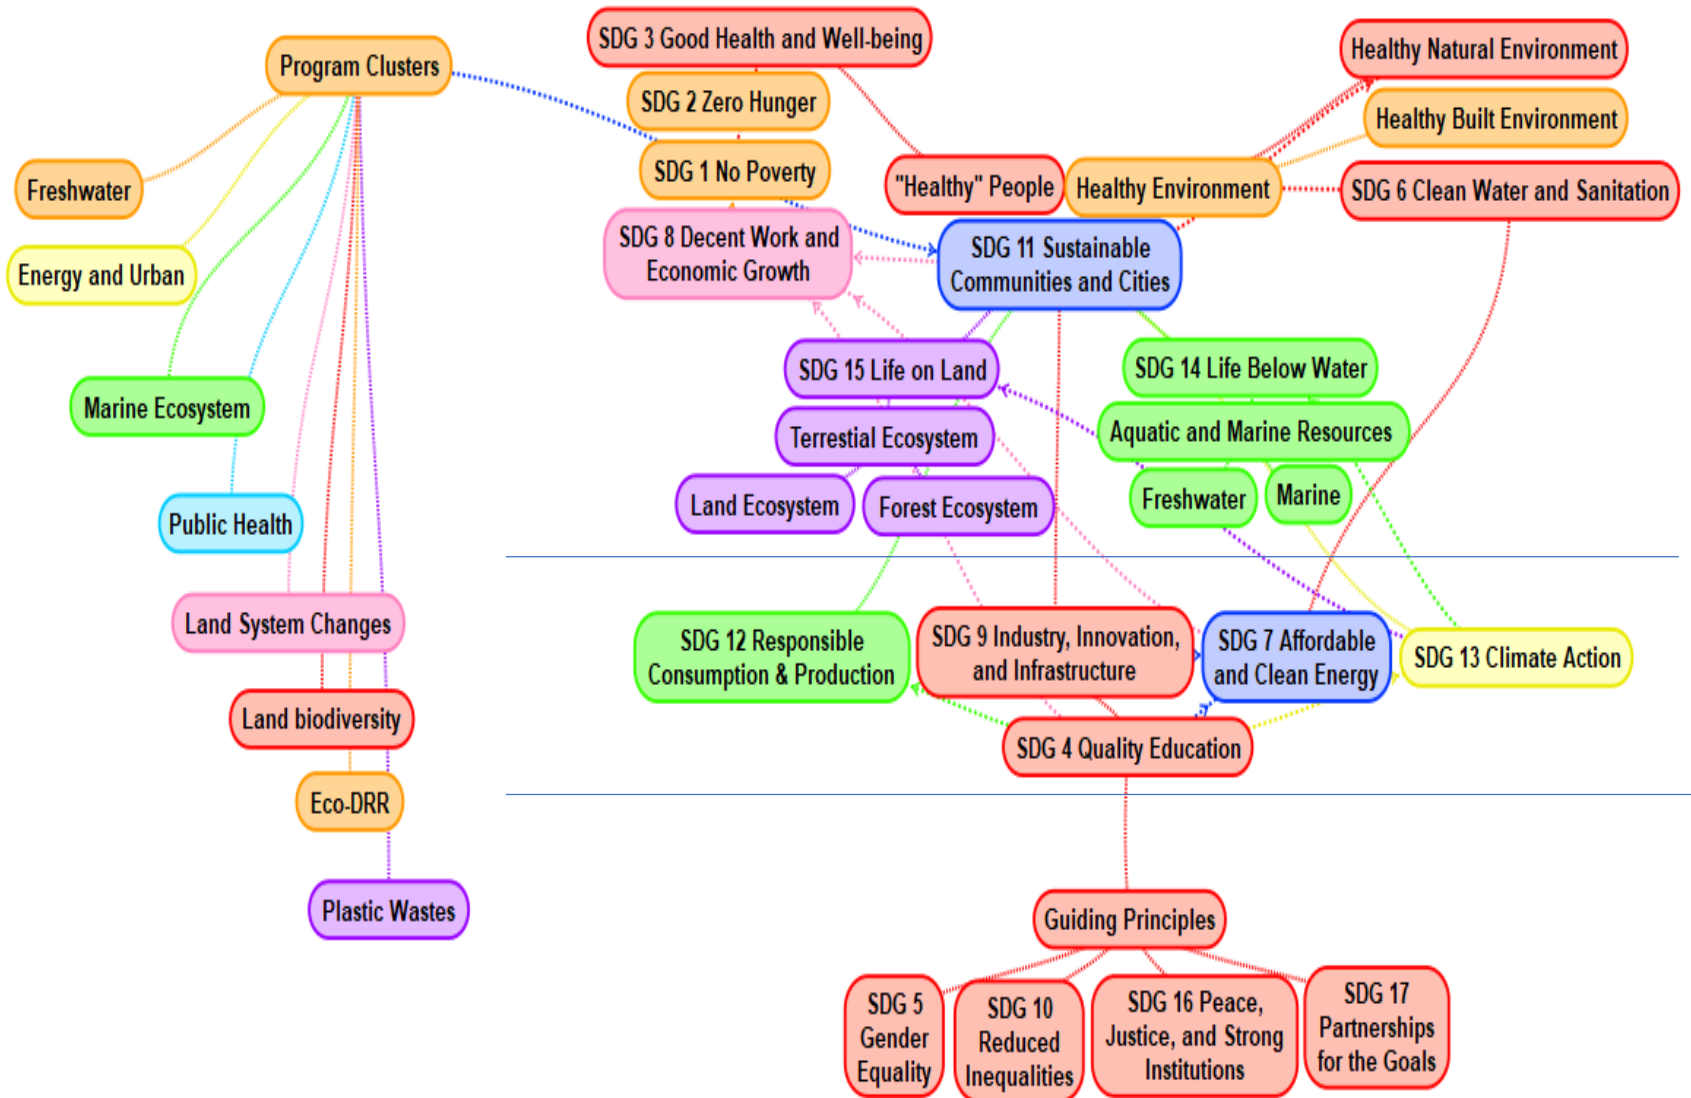 Program Clusters
Freshwater
Energy and Urban
Marine Ecosystem
Public Health
Land System Changes
Land biodiversity
Eco-DRR
Plastic Wastes
SDG 3 Good Health and Well-being
SDG 2 Zero Hunger
SDG 1 No Poverty
SDG 8 Decent Work and
Economic Growth
"Healthy" People
Healthy Environment
Healthy Natural Environment
Healthy Built Environment
SDG 6 Clean Water and Sanitation
SDG 11 Sustainable
Communities and Cities
SDG 15 Life on Land
Terrestial Ecosystem
Land Ecosystem
Forest Ecosystem
SDG 14 Life Below Water
Aquatic and Marine Resources
Freshwater
Marine
SDG 12 Responsible
Consumption & Production
SDG 9 Industry, Innovation,
and Infrastructure
SDG 7 Affordable
and Clean Energy
SDG 13 Climate Action
SDG 4 Quality Education
Guiding Principles
SDG 5
Gender
Equality
SDG 10
Reduced
Inequalities
SDG 16 Peace,
Justice, and Strong
Institutions
SDG 17
Partnerships
for the Goals